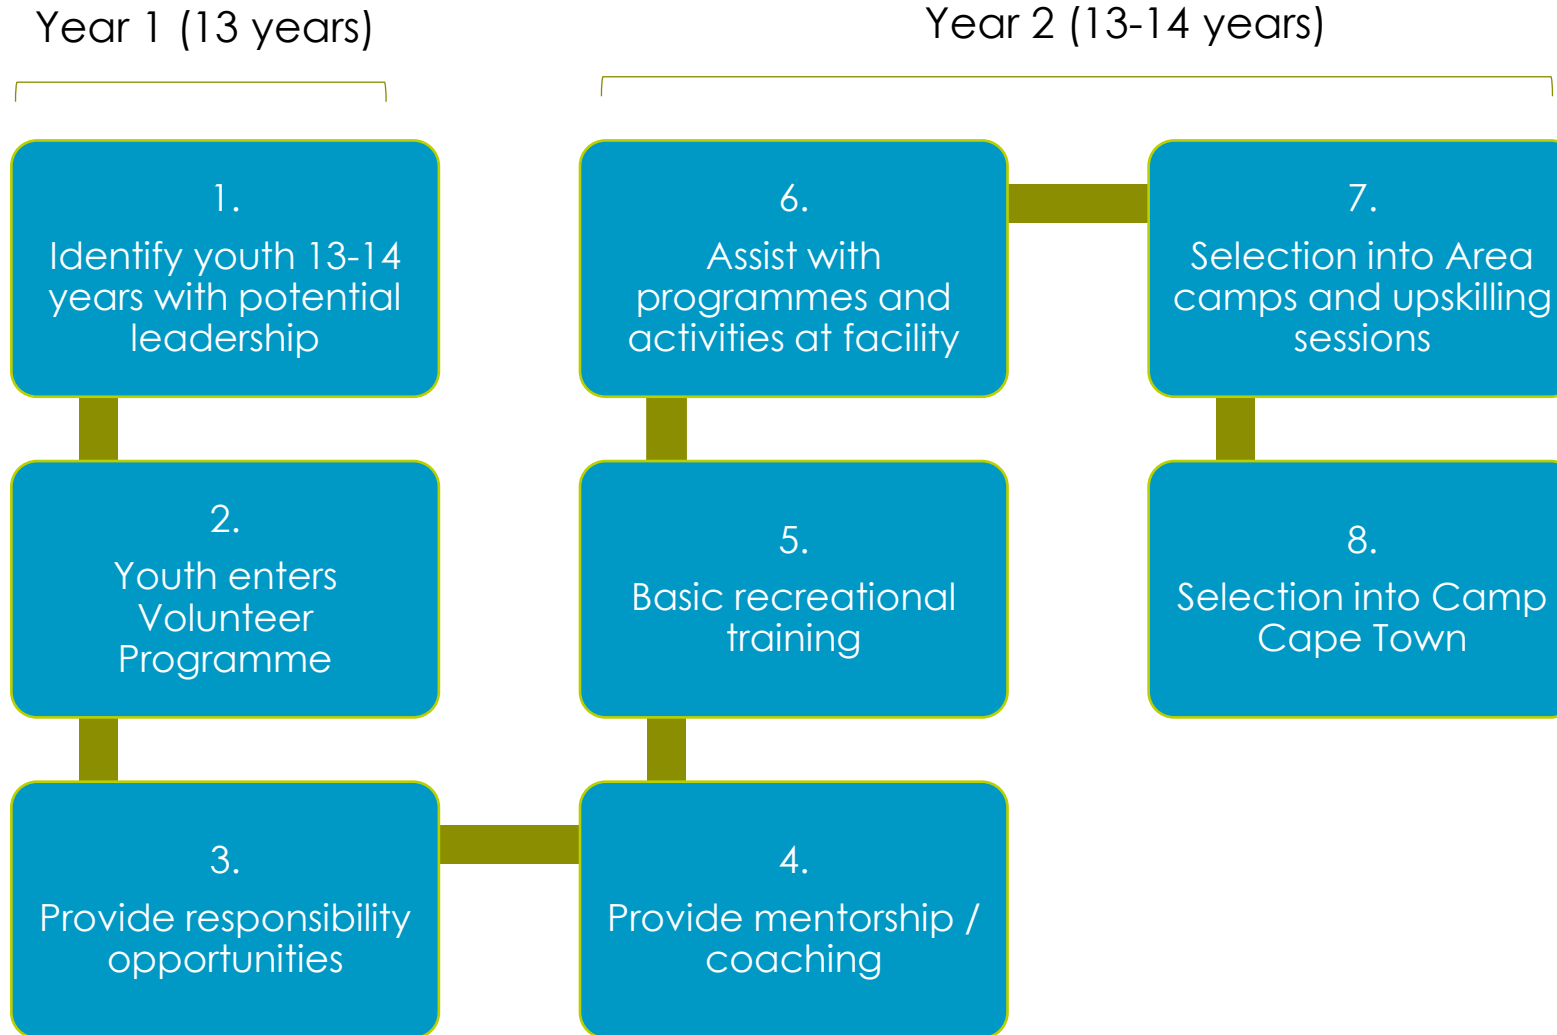 Year 1 (13 years)
Year 2 (13-14 years)
1.
Identify youth 13-14
years with potential
leadership
2.
Youth enters
Volunteer
Programme
3.
Provide responsibility
opportunities
4.
Provide mentorship /
coaching
5.
Basic recreational
training
6.
Assist with
programmes and
activities at facility
7.
Selection into Area
camps and upskilling
sessions
8.
Selection into Camp
Cape Town